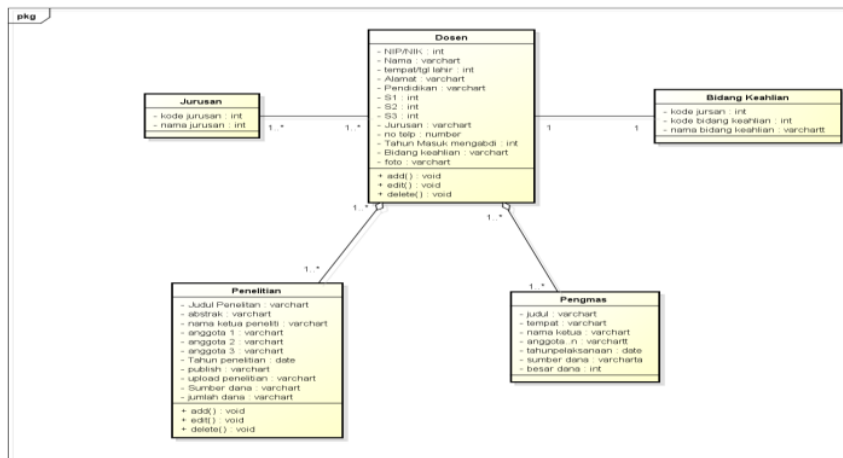 pkg
Dosen
- NIP/NIK : int
- Nama : varchart
- tempat/tgl lahir : int
- Alamat : varchart
- Pendidikan : varchart
- S1 : int
- S2 : int
- S3 : int
- Jurusan : varchart
- no telp : number
- Tahun Masuk mengabdi : int
- Bidang keahlian : varchart
- foto : varchart
+ add() : void
+ edit() : void
+ delete() : void
Jurusan
- kode jurusan : int
- nama jurusan : int
1..*
1..*
Bidang Keahlian
- kode jursan : int
- kode bidang keahlian : int
- nama bidang keahlian : varchartt
1
1
1..*
1..*
1..*
1..*
Penelitian
- Judul Penelitan : varchart
- abstrak : varchart
- nama ketua peneliti : varchart
- anggota 1 : varchart
- anggota 2 : varchart
- anggota 3 : varchart
- Tahun penelitian : date
- publish : varchart
- upload penelitian : varchart
- Sumber dana : varchart
- jumlah dana : varchart
+ add() : void
+ edit() : void
+ delete() : void
Pengmas
- judul : varchart
- tempat : varchart
- nama ketua : varchart
- anggota..n : varchartt
- tahunpelaksanaan : date
- sumber dana : varcharta
- besar dana : int